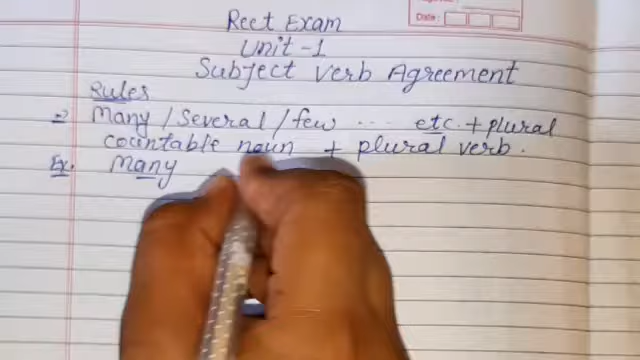 Date:
Reet Exam
Unit -1
Subject verb Agreement
Rules
=> Many / Several / few ... etc. + plural
countable noun + plural verb.
Ex. Many